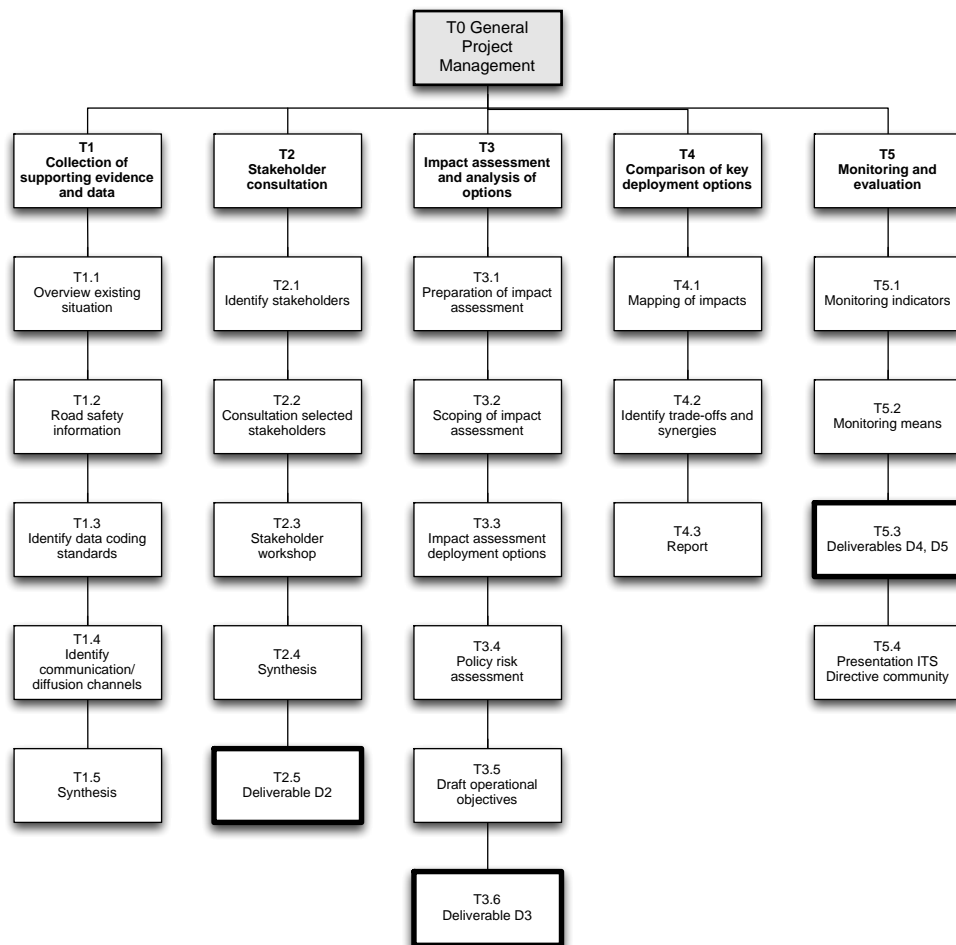 T0 General
Project
Management
T1
Collection of
supporting evidence
and data
T2
Stakeholder
consultation
T3
Impact assessment
and analysis of
options
T4
Comparison of key
deployment options
T5
Monitoring and
evaluation
T1.1
Overview existing
situation
T2.1
Identify stakeholders
T3.1
Preparation of impact
assessment
T4.1
Mapping of impacts
T5.1
Monitoring indicators
T1.2
Road safety
information
T2.2
Consultation selected
stakeholders
T3.2
Scoping of impact
assessment
T4.2
Identify trade-offs and
synergies
T5.2
Monitoring means
T1.3
Identify data coding
standards
T2.3
Stakeholder
workshop
T3.3
Impact assessment
deployment options
T4.3
Report
T5.3
Deliverables D4, D5
T1.4
Identify
communication/
diffusion channels
T2.4
Synthesis
T3.4
Policy risk
assessment
T5.4
Presentation ITS
Directive community
T1.5
Synthesis
T2.5
Deliverable D2
T3.5
Draft operational
objectives
T3.6
Deliverable D3